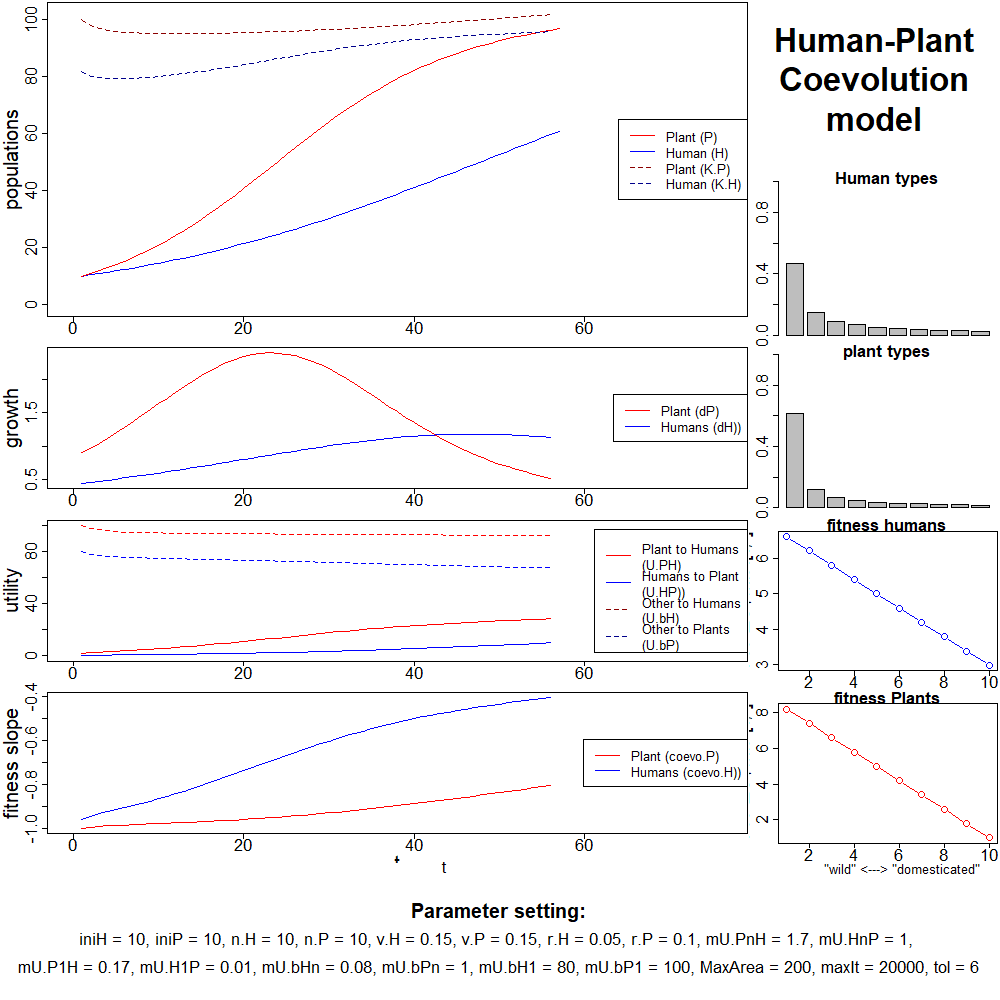 Human-Plant
Coevolution
model
populations
0
20
40
60
80
100
Plant (P)
Human (H)
Plant (K.P)
Human (K.H)
0
20
40
60
growth
0.5
1.5
Plant (dP)
Humans (dH))
0
20
40
60
utility
0
40
80
Plant to Humans
(U.PH)
Humans to Plant
(U.HP))
Other to Humans
(U.bH)
Other to Plants
(U.bP)
0
20
40
60
fitness slope
-1.0
-0.8
-0.6
-0.4
Plant (coevo.P)
Humans (coevo.H))
0
20
40
60
t
Human types
0.0
0.4
0.8
plant types
0.0
0.4
0.8
fitness humans
3
4
5
6
2
4
6
8
10
fitness Plants
2
4
6
8
2
4
6
8
10
"wild" <---> "domesticated"
Parameter setting:
iniH = 10, iniP = 10, n.H = 10, n.P = 10, v.H = 0.15, v.P = 0.15, r.H = 0.05, r.P = 0.1, mU.PnH = 1.7, mU.HnP = 1,
mU.P1H = 0.17, mU.H1P = 0.01, mU.bHn = 0.08, mU.bPn = 1, mU.bH1 = 80, mU.bP1 = 100, MaxArea = 200, maxIt = 20000, tol = 6